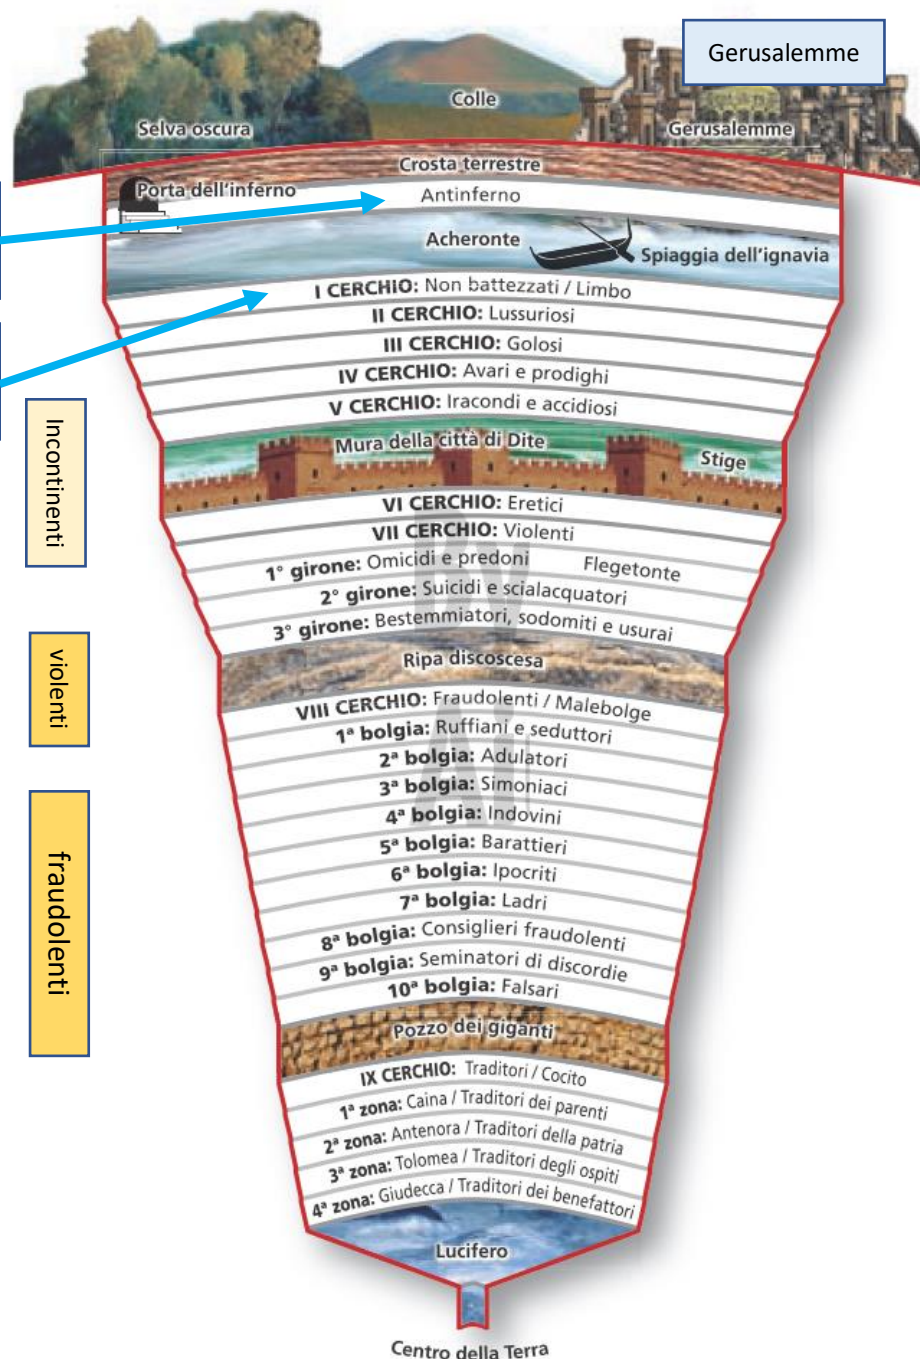 Gerusalemme
Colle
Selva oscura
Gerusalemme
Crosta terrestre
Porta dell'inferno
Antinferno
Acheronte
Spiaggia dell'ignavia
I CERCHIO: Non battezzati / Limbo
II CERCHIO: Lussuriosi
III CERCHIO: Golosi
IV CERCHIO: Avari e prodighi
V CERCHIO: Iracondi e accidiosi
Incontinenti
Mura della città di Dite
Stige
VI CERCHIO: Eretici
VII CERCHIO: Violenti
1° girone: Omicidi e predoni
Flegetonte
2° girone: Suicidi e scialacquatori
3° girone: Bestemmiatori, sodomiti e usurai
By
violenti
Ripa discoscesa
VIII CERCHIO: Fraudolenti / Malebolge
1ª bolgia: Ruffiani e seduttori
2ª bolgia: Adulatori
3ª bolgia: Simoniaci
Ai
4ª bolgia: Indovini
5ª bolgia: Barattieri
6ª bolgia: Ipocriti
7ª bolgia: Ladri
8ª bolgia: Consiglieri fraudolenti
9ª bolgia: Seminatori di discordie
10ª bolgia: Falsari
fraudolenti
Pozzo dei giganti
IX CERCHIO: Traditori / Cocito
1ª zona: Caina / Traditori dei parenti
2ª zona: Antenora / Traditori della patria
3ª zona: Tolomea / Traditori degli ospiti
4ª zona: Giudecca / Traditori dei benefattori
Lucifero
Centro della Terra